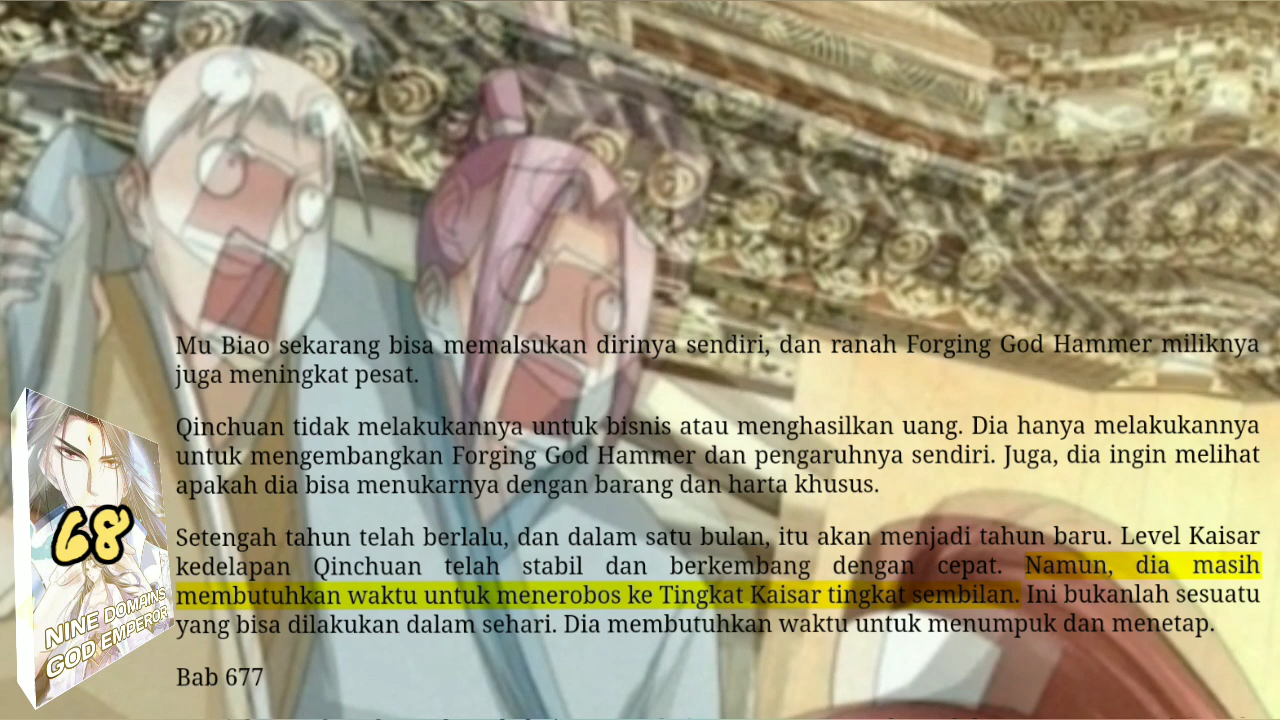 Mu Biao sekarang bisa memalsukan dirinya sendiri, dan ranah Forging God Hammer miliknya
juga meningkat pesat.
Qinchuan tidak melakukannya untuk bisnis atau menghasilkan uang. Dia hanya melakukannya
untuk mengembangkan Forging God Hammer dan pengaruhnya sendiri. Juga, dia ingin melihat
apakah dia bisa menukarnya dengan barang dan harta khusus.
Setengah tahun telah berlalu, dan dalam satu bulan, itu akan menjadi tahun baru. Level Kaisar
kedelapan Qinchuan telah stabil dan berkembang dengan cepat. Namun, dia masih
membutuhkan waktu untuk menerobos ke Tingkat Kaisar tingkat sembilan. Ini bukanlah sesuatu
yang bisa dilakukan dalam sehari. Dia membutuhkan waktu untuk menumpuk dan menetap.
Bab 677
68
NINE DOMAINS
GOD EMPEROR